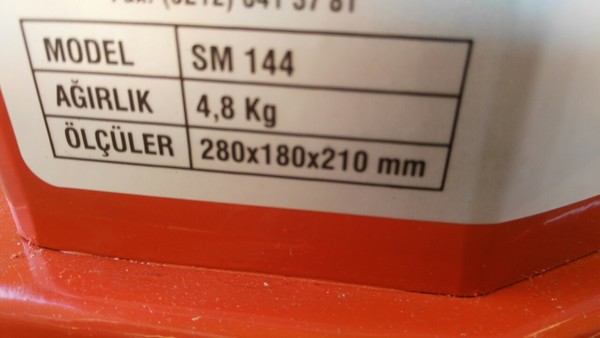 MODEL SM 144
AĞIRLIK 4,8 Kg
ÖLÇÜLER 280x180x210 mm